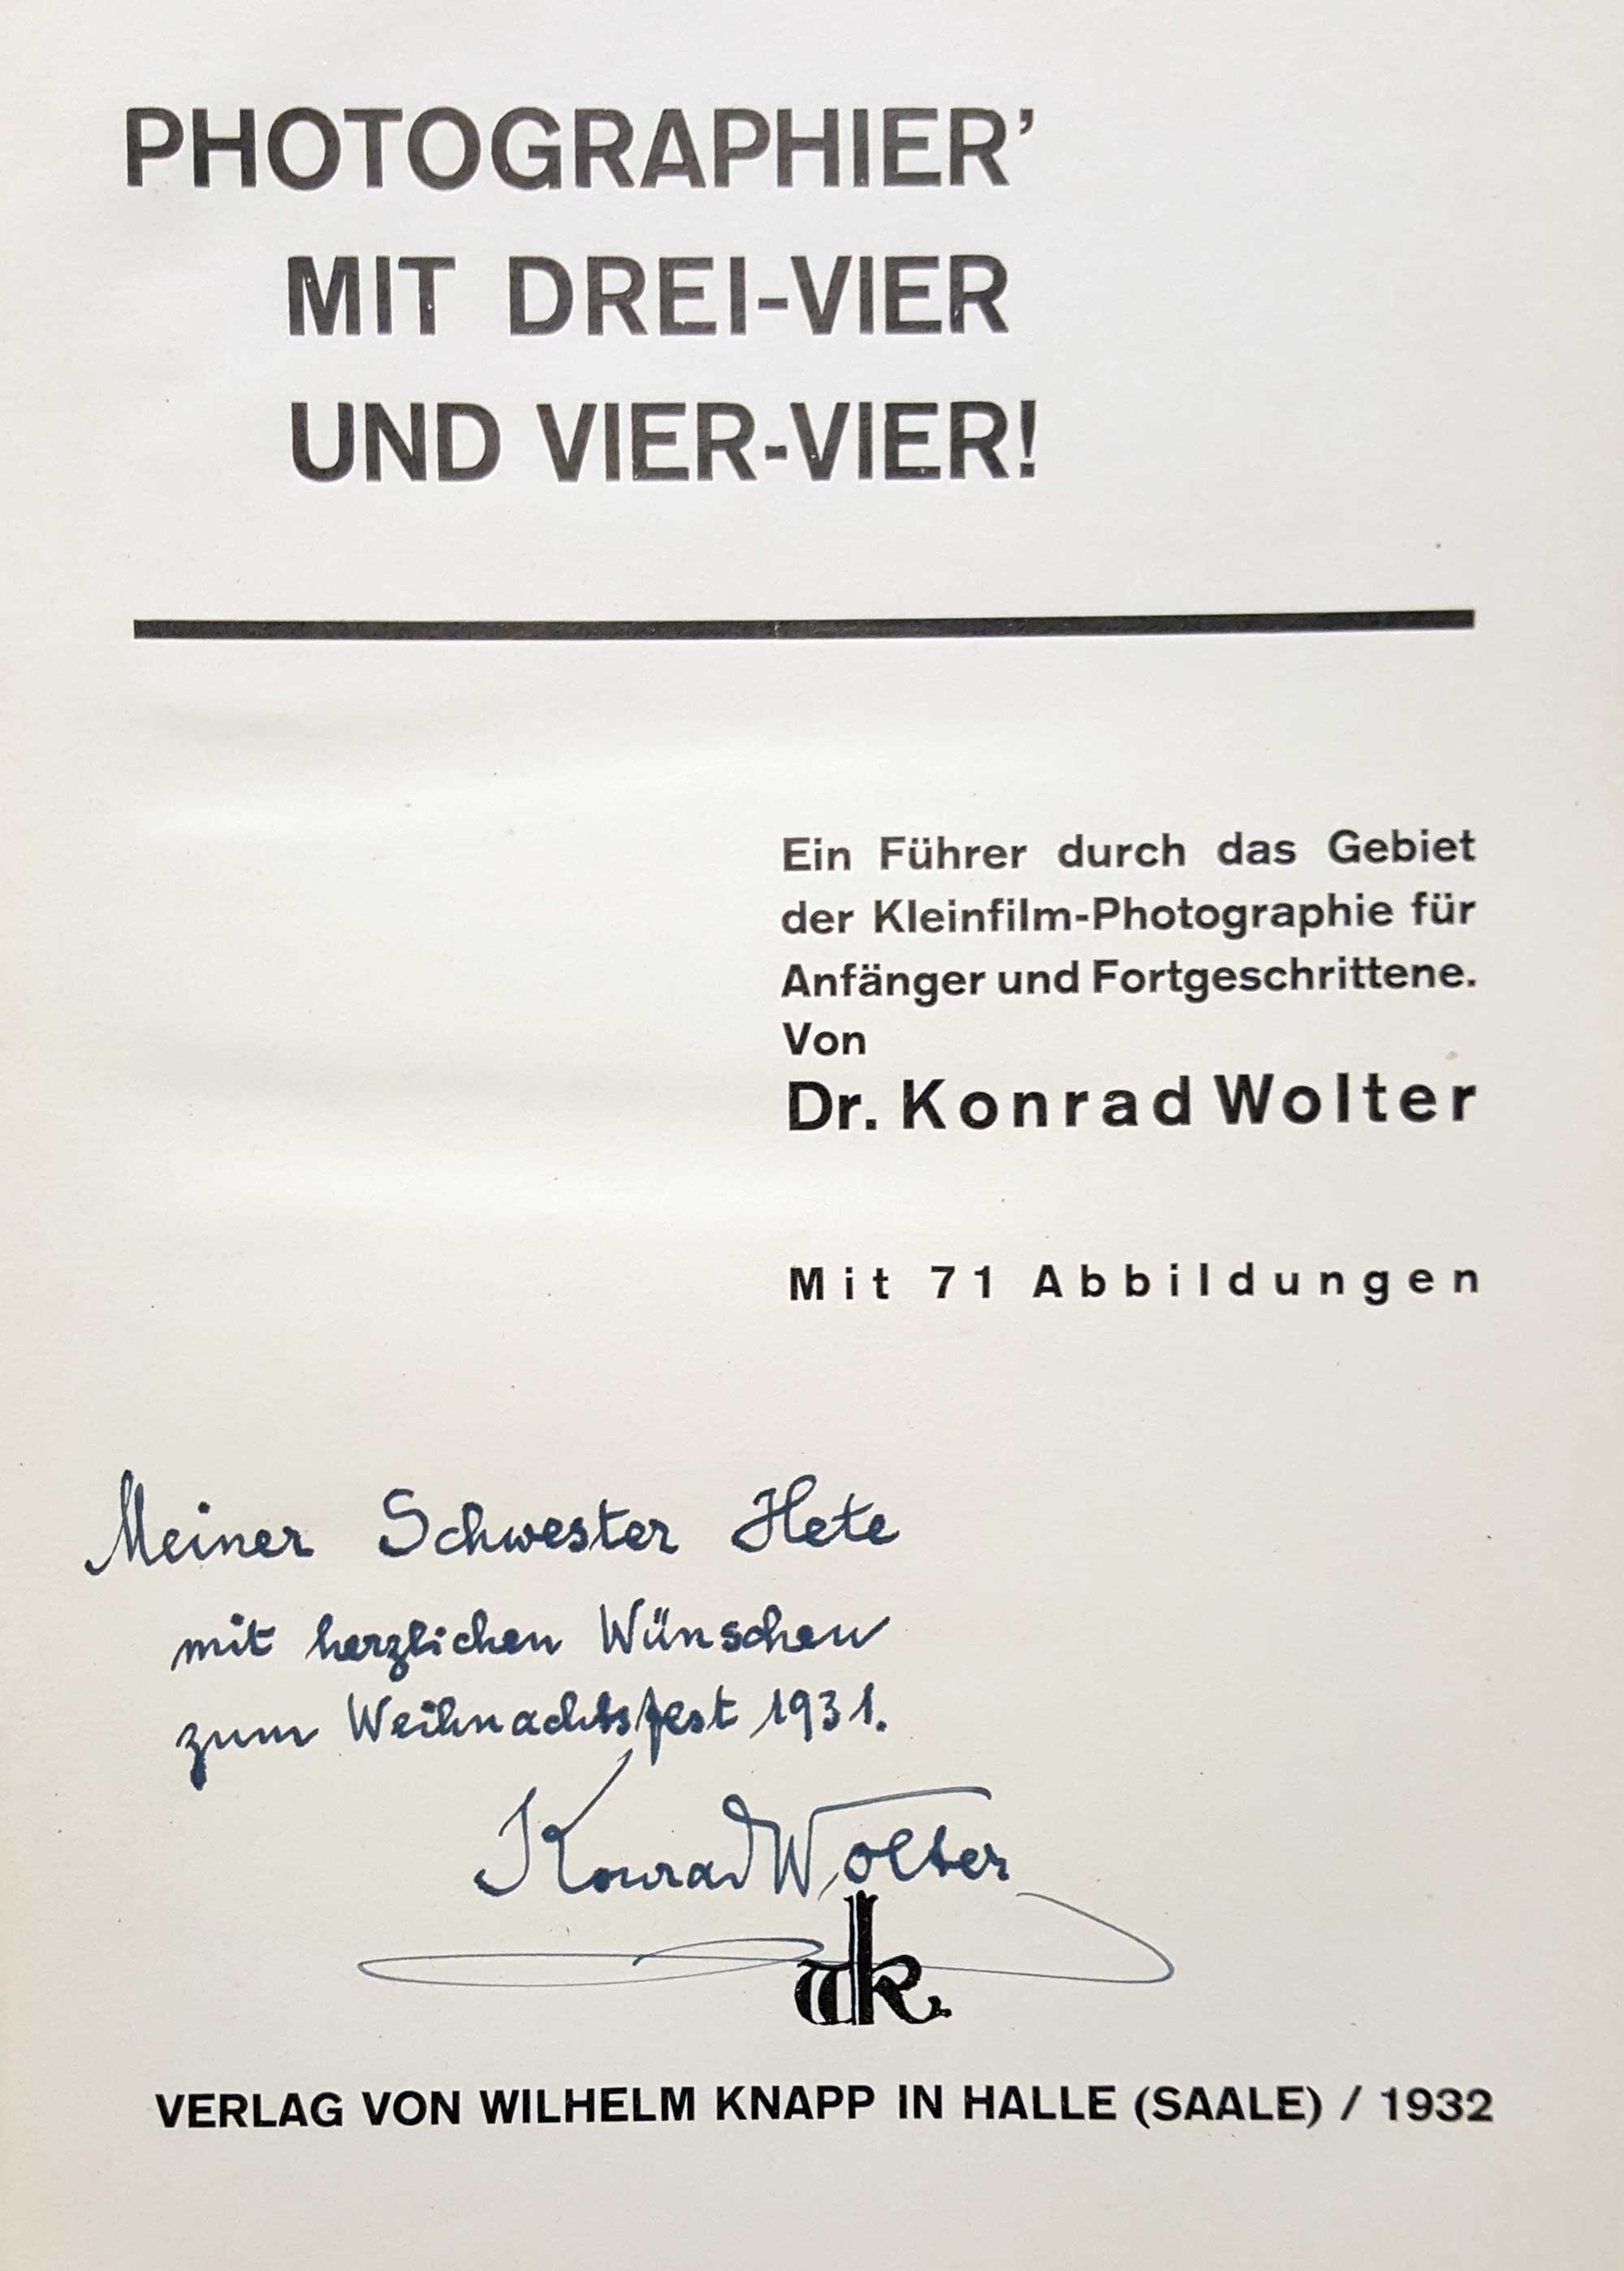 PHOTOGRAPHIER’
MIT DREI-VIER
UND VIER-VIER!
Ein Führer durch das Gebiet
der Kleinfilm-Photographie für
Anfänger und Fortgeschrittene.
Von
Dr. Konrad Wolter
Mit 71 Abbildungen
Meiner Schwester Hete
mit herzlichen Wünschen
zum Weihnachtsfest 1931.
Konrad Wolter
wk.
VERLAG VON WILHELM KNAPP IN HALLE (SAALE) / 1932